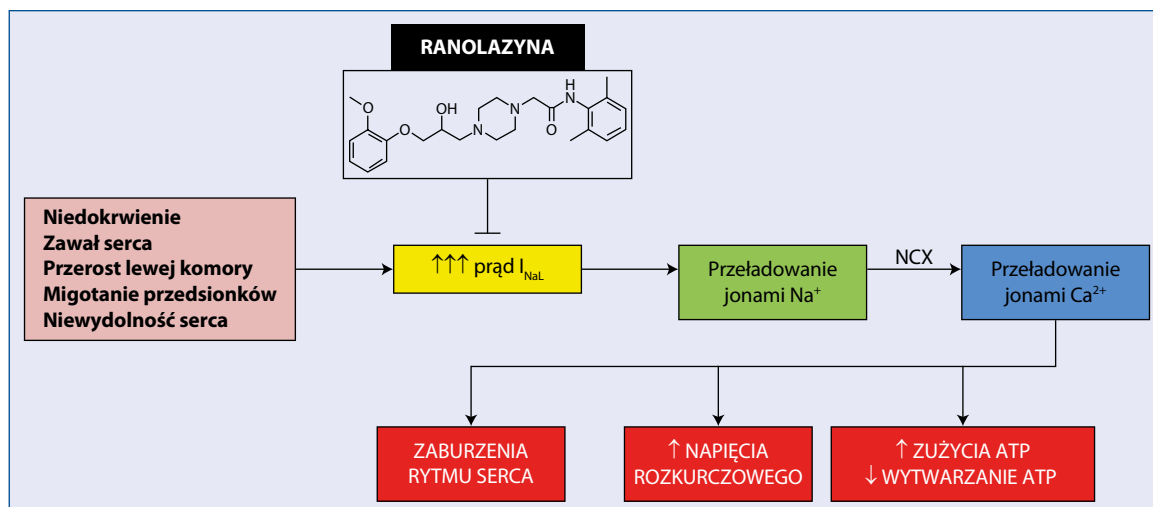 RANOLAZYNA
O
O
OH
N
N
O
H
N
Niedokrwienie
Zawał serca
Przerost lewej komory
Migotanie przedsionków
Niewydolność serca
↑↑↑ prąd I_NaL
Przeładowanie
jonami Na⁺
NCX
Przeładowanie
jonami Ca²⁺
ZABURZENIA
RYTMU SERCA
↑ NAPIĘCIA
ROZKURCZOWEGO
↑ ZUŻYCIA ATP
↓ WYTWARZANIE ATP